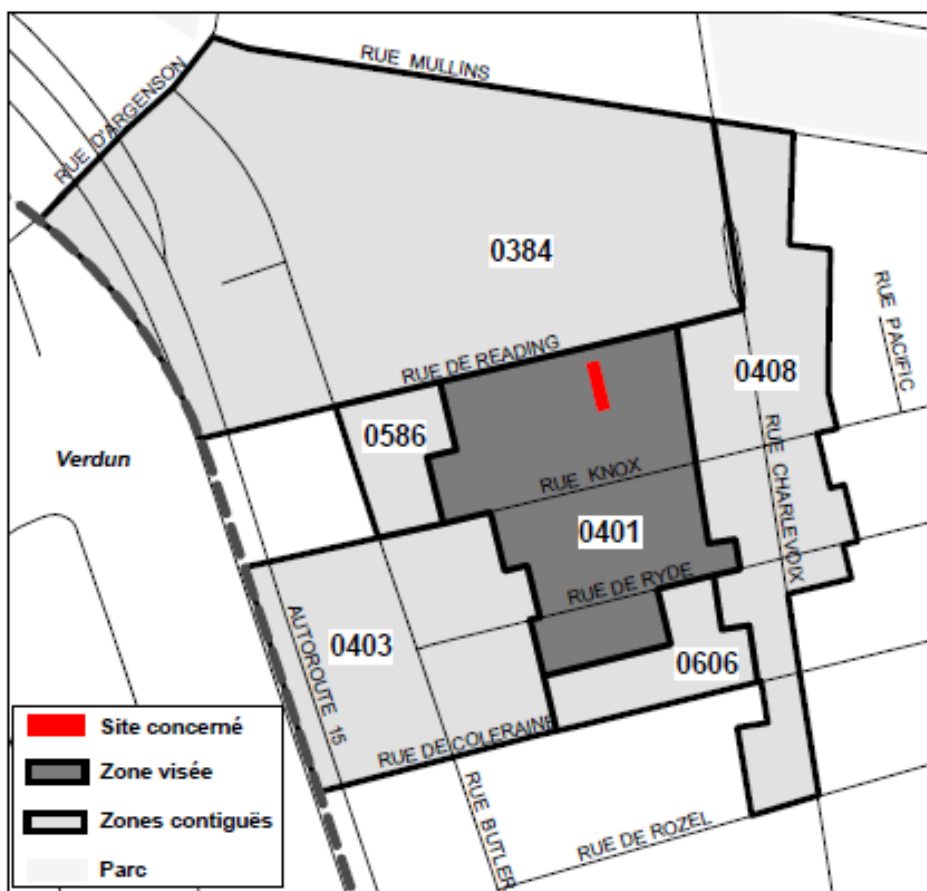 RUE MULLINS
RUE D'ARGENSON
0384
RUE PACIFIC
RUE DE READING
0408
0586
Verdun
RUE KNOX
RUE CHARLEVOIX
0401
RUE DE RYDE
AUTOROUTE 15
0403
0606
RUE DE COLERAINE
RUE BUTLER
RUE DE ROZEL
Site concerné
Zone visée
Zones contiguës
Parc